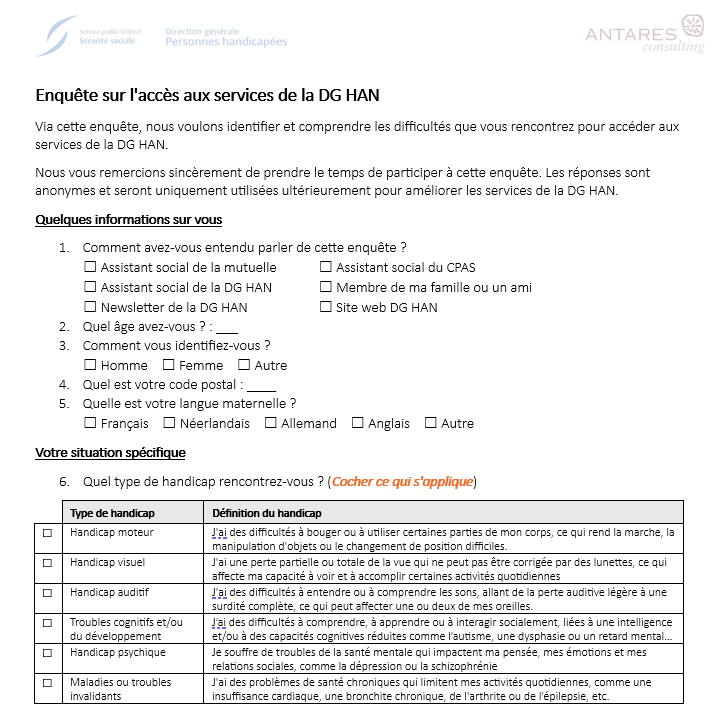 Service public fédéral
Sécurité sociale
Direction générale
Personnes handicapées
ANTARES
consulting
Enquête sur l'accès aux services de la DG HAN
Via cette enquête, nous voulons identifier et comprendre les difficultés que vous rencontrez pour accéder aux
services de la DG HAN.
Nous vous remercions sincèrement de prendre le temps de participer à cette enquête. Les réponses sont
anonymes et seront uniquement utilisées ultérieurement pour améliorer les services de la DG HAN.
Quelques informations sur vous
1. Comment avez-vous entendu parler de cette enquête ?
☐ Assistant social de la mutuelle ☐ Assistant social du CPAS
☐ Assistant social de la DG HAN ☐ Membre de ma famille ou un ami
☐ Newsletter de la DG HAN ☐ Site web DG HAN
2. Quel âge avez-vous ? : ___
3. Comment vous identifiez-vous ?
☐ Homme ☐ Femme ☐ Autre
4. Quel est votre code postal : ____
5. Quelle est votre langue maternelle ?
☐ Français ☐ Néerlandais ☐ Allemand ☐ Anglais ☐ Autre
Votre situation spécifique
6. Quel type de handicap rencontrez-vous ? (Cocher ce qui s'applique)
Type de handicap Définition du handicap
☐ Handicap moteur J'ai des difficultés à bouger ou à utiliser certaines parties de mon corps, ce qui rend la marche, la
manipulation d'objets ou le changement de position difficiles.
☐ Handicap visuel J'ai une perte partielle ou totale de la vue qui ne peut pas être corrigée par des lunettes, ce qui
affecte ma capacité à voir et à accomplir certaines activités quotidiennes
☐ Handicap auditif J'ai des difficultés à entendre ou à comprendre les sons, allant de la perte auditive légère à une
surdité complète, ce qui peut affecter une ou deux de mes oreilles.
☐ Troubles cognitifs et/ou J'ai des difficultés à comprendre, à apprendre ou à interagir socialement, liées à une intelligence
du développement et/ou à des capacités cognitives réduites comme l'autisme, une dysphasie ou un retard mental…
☐ Handicap psychique Je souffre de troubles de la santé mentale qui impactent ma pensée, mes émotions et mes
relations sociales, comme la dépression ou la schizophrénie
☐ Maladies ou troubles J'ai des problèmes de santé chroniques qui limitent mes activités quotidiennes, comme une
invalidants insuffisance cardiaque, une bronchite chronique, de l'arthrite ou de l'épilepsie, etc.